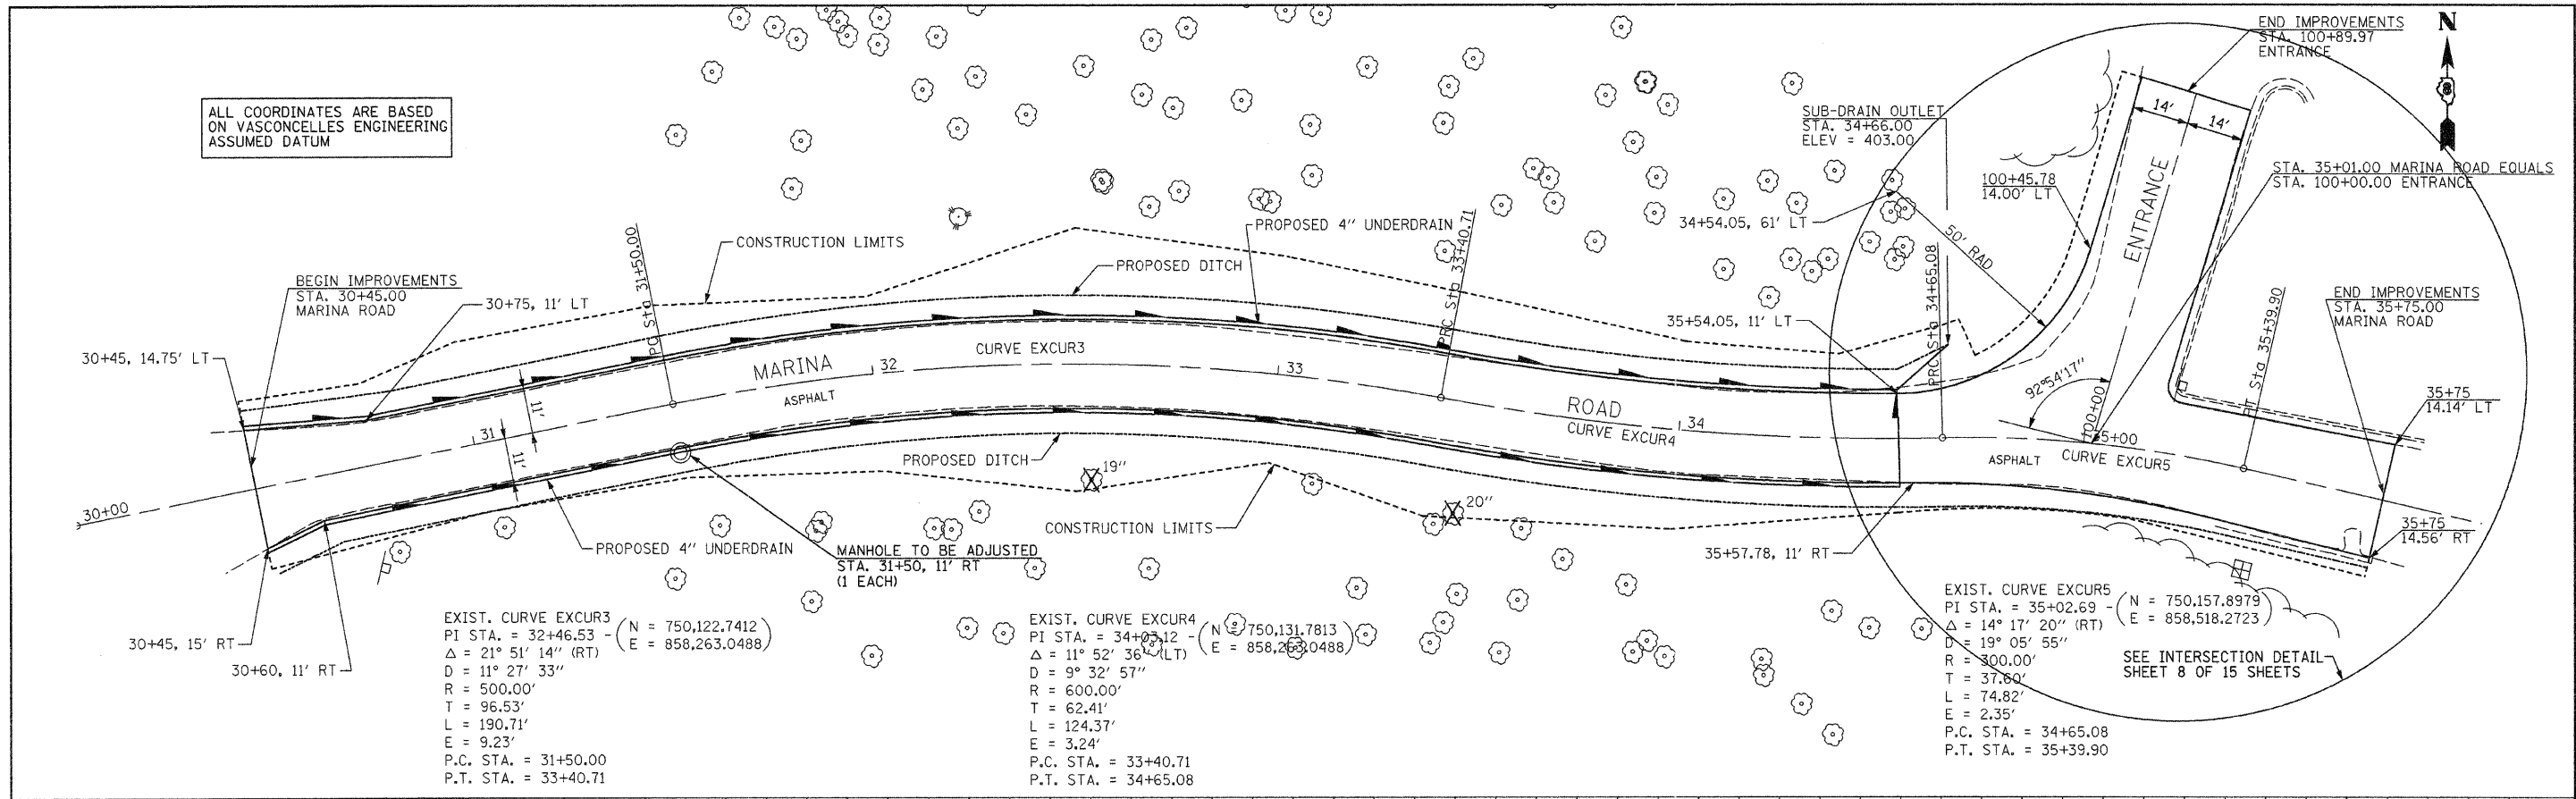 END IMPROVEMENTS
STA. 100+89.97
ENTRANCE
N
ALL COORDINATES ARE BASED
ON VASCONCELLES ENGINEERING
ASSUMED DATUM
SUB-DRAIN OUTLET
STA. 34+66.00
ELEV = 403.00
14'
14'
ENTRANCE
STA. 35+01.00 MARINA ROAD EQUALS
STA. 100+00.00 ENTRANCE
100+45.78
14.00' LT
34+54.05, 61' LT
50' RAD
PROPOSED 4" UNDERDRAIN
CONSTRUCTION LIMITS
PROPOSED DITCH
PC Sta 31+50.00
PRC Sta 33+40.71
PRC Sta 34+65.08
PT Sta 35+39.90
BEGIN IMPROVEMENTS
STA. 30+45.00
MARINA ROAD
30+75, 11' LT
END IMPROVEMENTS
STA. 35+75.00
MARINA ROAD
35+54.05, 11' LT
30+45, 14.75' LT
CURVE EXCUR3
MARINA
32
33
ASPHALT
92°54'17"
35+75
14.14' LT
11'
11'
31
ROAD
CURVE EXCUR4
34
100+00
35+00
ASPHALT
CURVE EXCUR5
PROPOSED DITCH
19"
20"
30+00
CONSTRUCTION LIMITS
35+75
14.56' RT
PROPOSED 4" UNDERDRAIN
MANHOLE TO BE ADJUSTED
STA. 31+50, 11' RT
(1 EACH)
35+57.78, 11' RT
30+45, 15' RT
30+60, 11' RT
EXIST. CURVE EXCUR3
PI STA. = 32+46.53 - (N = 750,122.7412
E = 858,263.0488)
Δ = 21° 51' 14" (RT)
D = 11° 27' 33"
R = 500.00'
T = 96.53'
L = 190.71'
E = 9.23'
P.C. STA. = 31+50.00
P.T. STA. = 33+40.71
EXIST. CURVE EXCUR4
PI STA. = 34+03.12 - (N = 750,131.7813
E = 858,263.0488)
Δ = 11° 52' 36" (LT)
D = 9° 32' 57"
R = 600.00'
T = 62.41'
L = 124.37'
E = 3.24'
P.C. STA. = 33+40.71
P.T. STA. = 34+65.08
EXIST. CURVE EXCUR5
PI STA. = 35+02.69 - (N = 750,157.8979
E = 858,518.2723)
Δ = 14° 17' 20" (RT)
D = 19° 05' 55"
R = 300.00'
T = 37.60'
L = 74.82'
E = 2.35'
P.C. STA. = 34+65.08
P.T. STA. = 35+39.90
SEE INTERSECTION DETAIL
SHEET 8 OF 15 SHEETS